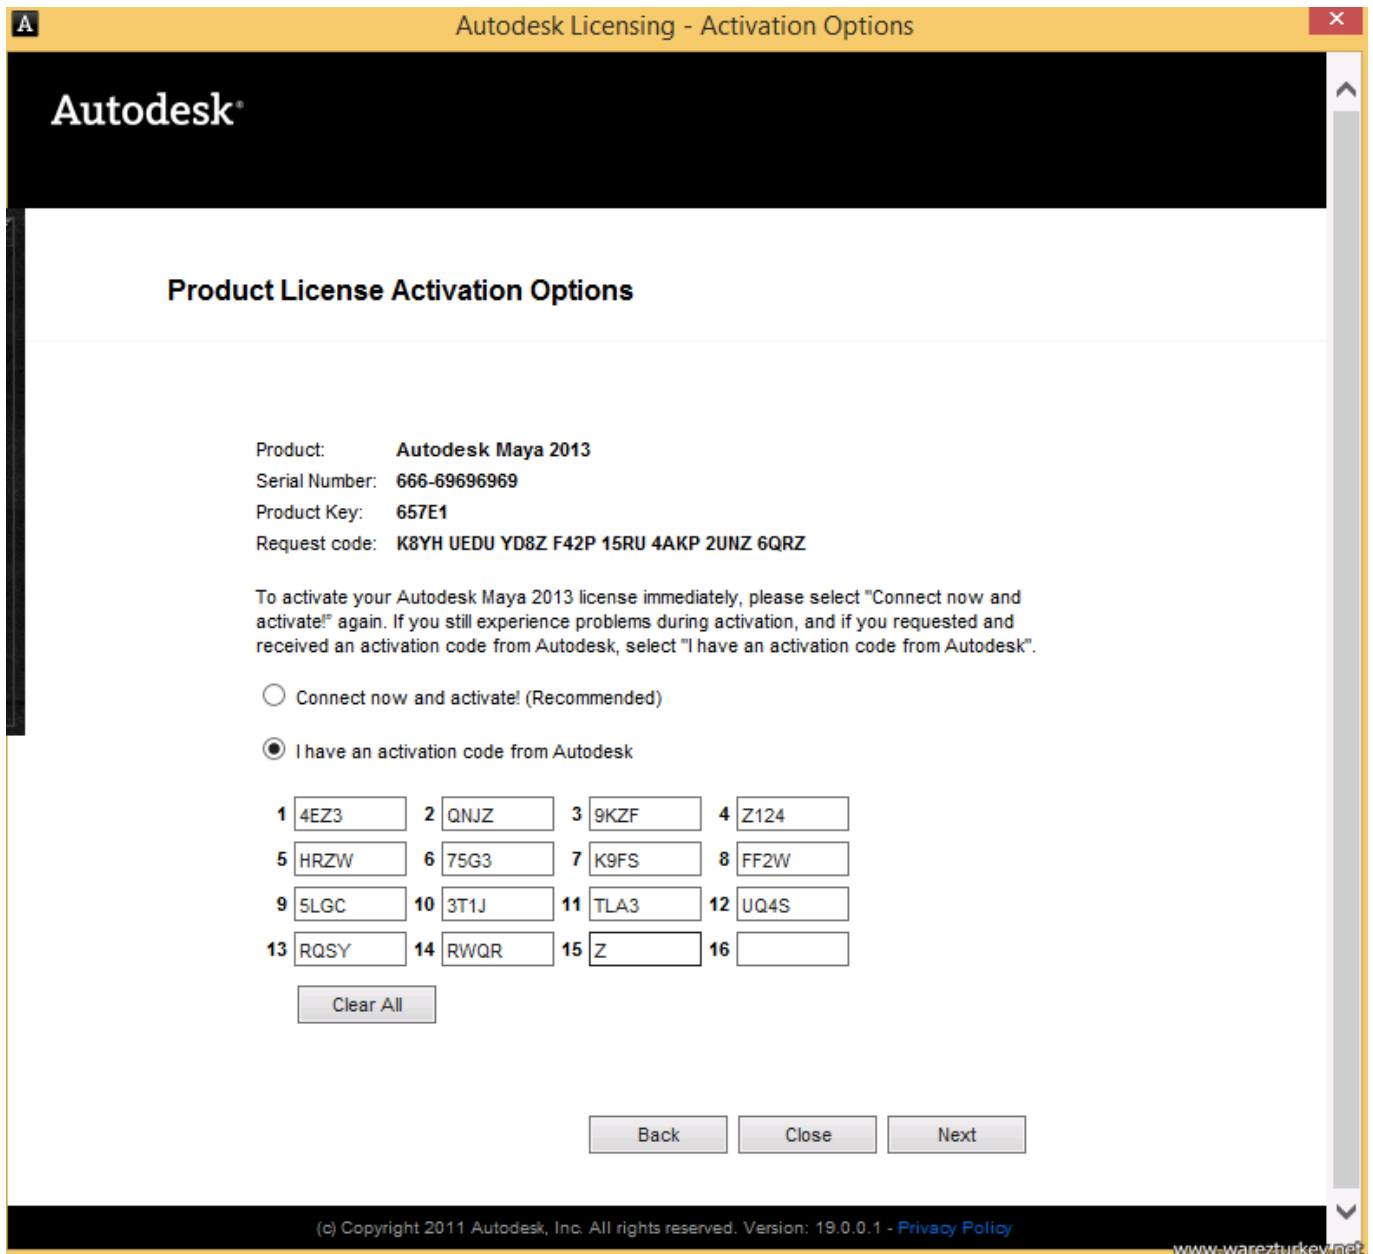 Autodesk Licensing - Activation Options
Autodesk
Product License Activation Options
Product: Autodesk Maya 2013
Serial Number: 666-69696969
Product Key: 657E1
Request code: K8YH UEDU YD8Z F42P 15RU 4AKP 2UNZ 6QRZ
To activate your Autodesk Maya 2013 license immediately, please select "Connect now and
activate!" again. If you still experience problems during activation, and if you requested and
received an activation code from Autodesk, select "I have an activation code from Autodesk".
Connect now and activate! (Recommended)
I have an activation code from Autodesk
1 4EZ3 2 QNJZ 3 9KZF 4 Z124
5 HRZW 6 75G3 7 K9FS 8 FF2W
9 5LGC 10 3T1J 11 TLA3 12 UQ4S
13 RQSY 14 RWQR 15 Z 16
Clear All
Back Close Next
(c) Copyright 2011 Autodesk, Inc. All rights reserved. Version: 19.0.0.1 - Privacy Policy
www.warezturkey.net